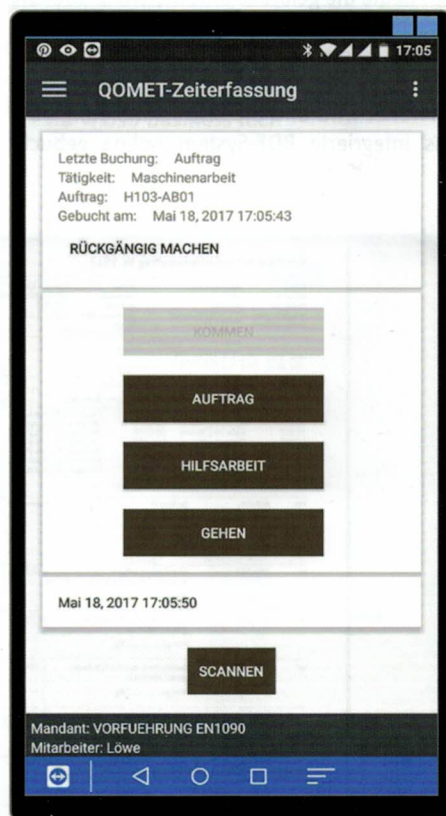 17:05
QOMET-Zeiterfassung
Letzte Buchung: Auftrag
Tätigkeit: Maschinenarbeit
Auftrag: H103-AB01
Gebucht am: Mai 18, 2017 17:05:43
RÜCKGÄNGIG MACHEN
KOMMEN
AUFTRAG
HILFSARBEIT
GEHEN
Mai 18, 2017 17:05:50
SCANNEN
Mandant: VORFUEHRUNG EN1090
Mitarbeiter: Löwe